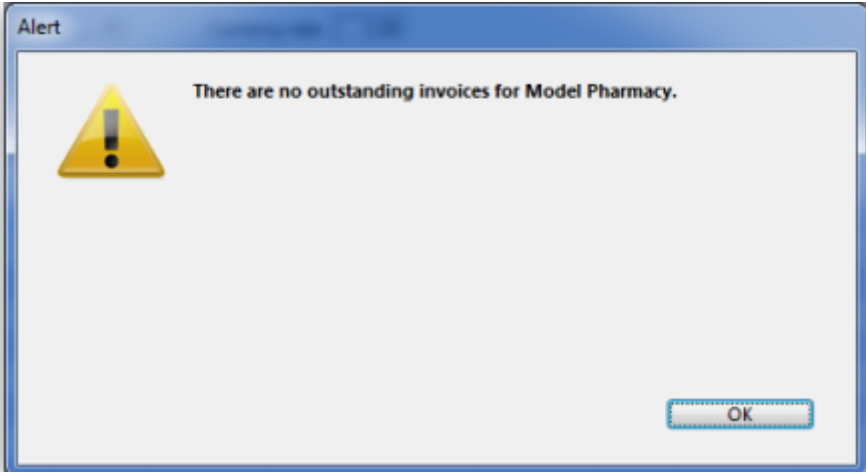 Alert
There are no outstanding invoices for Model Pharmacy.
OK